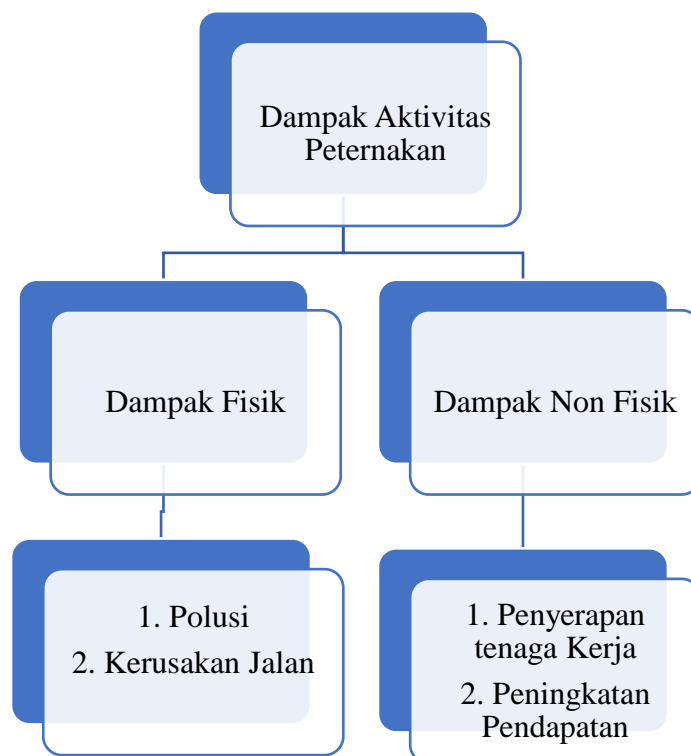 Dampak Aktivitas
Peternakan
Dampak Fisik
Dampak Non Fisik
1. Polusi
2. Kerusakan Jalan
1. Penyerapan
tenaga Kerja
2. Peningkatan
Pendapatan